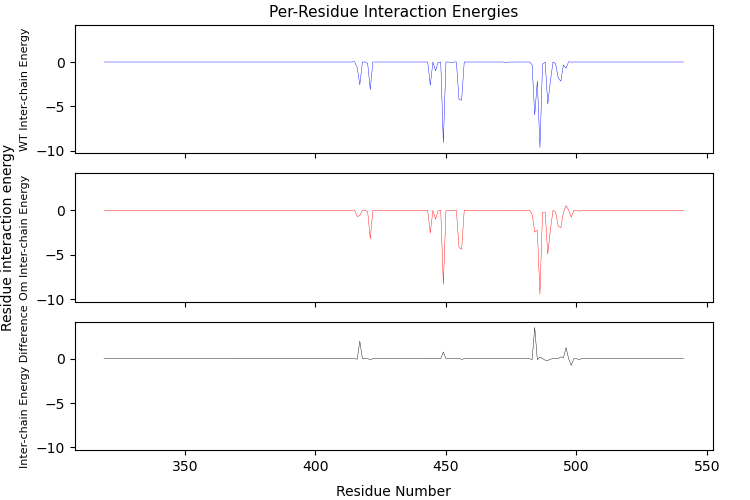 Per-Residue Interaction Energies
Residue interaction energy
WT Inter-chain Energy
0
−5
−10
Om Inter-chain Energy
0
−5
−10
Inter-chain Energy Difference
0
−5
−10
350
400
450
500
550
Residue Number